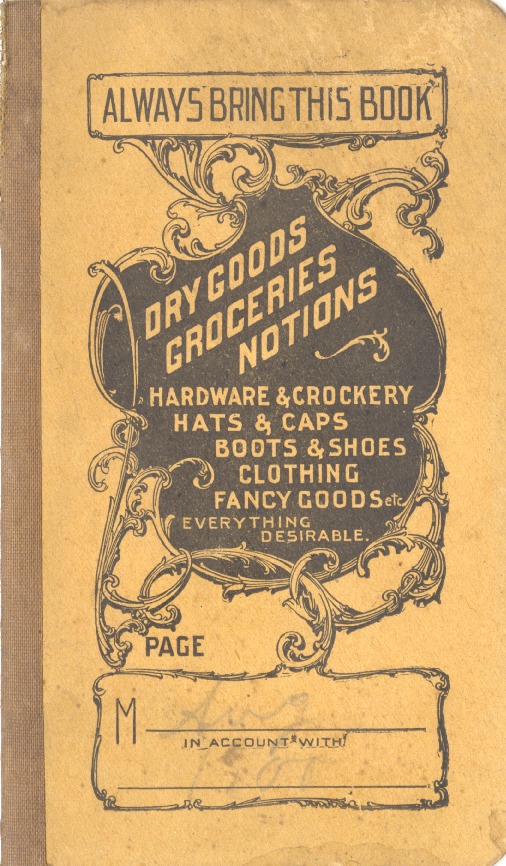 ALWAYS BRING THIS BOOK
DRY GOODS
GROCERIES
NOTIONS
HARDWARE & CROCKERY
HATS & CAPS
BOOTS & SHOES
CLOTHING
FANCY GOODS etc
EVERYTHING
DESIRABLE.
PAGE
M
IN ACCOUNT WITH